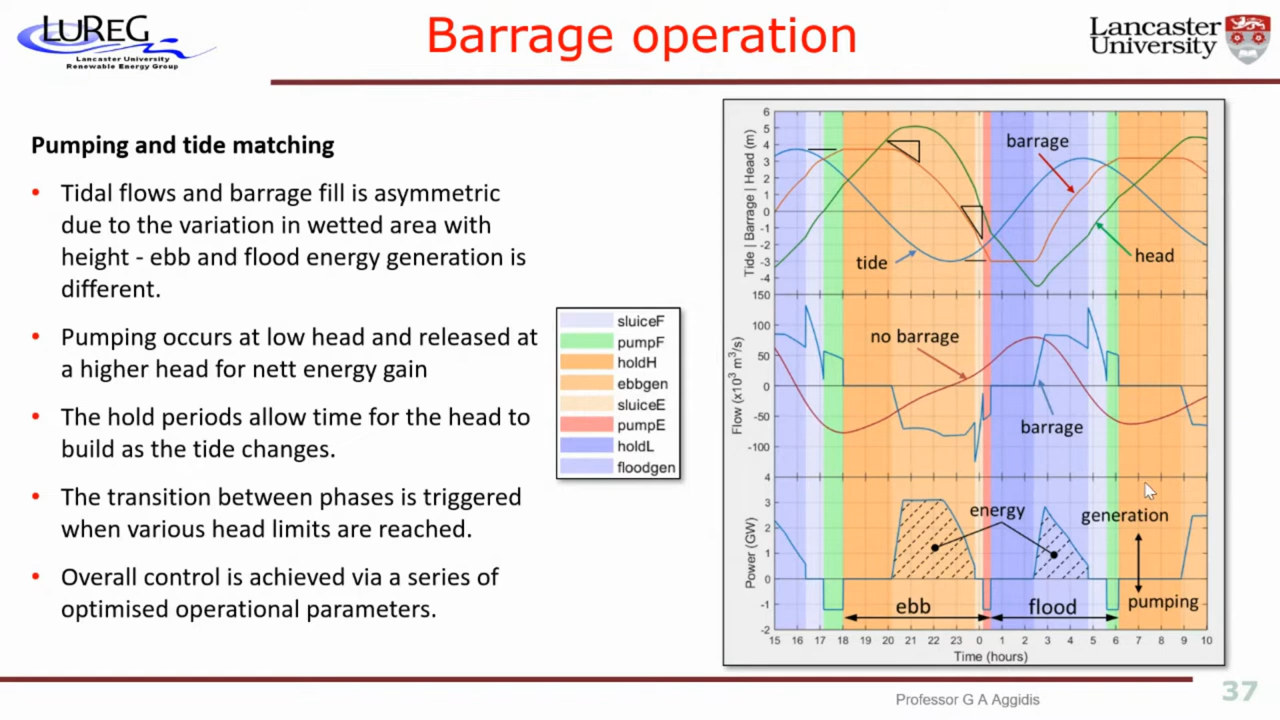 LUREG
Lancaster University
Renewable Energy Group
Barrage operation
Lancaster
University
Pumping and tide matching
• Tidal flows and barrage fill is asymmetric
due to the variation in wetted area with
height - ebb and flood energy generation is
different.
• Pumping occurs at low head and released at
a higher head for nett energy gain
• The hold periods allow time for the head to
build as the tide changes.
• The transition between phases is triggered
when various head limits are reached.
• Overall control is achieved via a series of
optimised operational parameters.
sluiceF
pumpF
holdH
ebbgen
sluiceE
pumpE
holdL
floodgen
Tide | Barrage | Head (m)
6
5
4
3
2
1
0
-1
-2
-3
-4
barrage
tide
head
Flow (x10³ m³/s)
150
100
50
0
-50
-100
no barrage
barrage
Power (GW)
4
3
2
1
0
-1
-2
energy
generation
pumping
ebb
flood
15 16 17 18 19 20 21 22 23 0 1 2 3 4 5 6 7 8 9 10
Time (hours)
Professor G A Aggidis
37